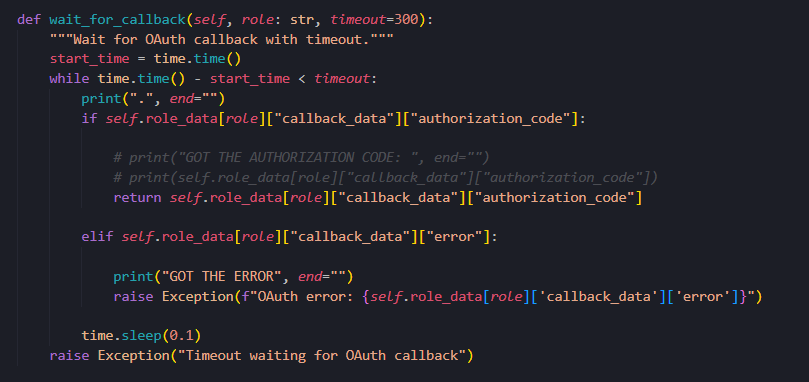 def wait_for_callback(self, role: str, timeout=300):
    """Wait for OAuth callback with timeout."""
    start_time = time.time()
    while time.time() - start_time < timeout:
        print(".", end="")
        if self.role_data[role]["callback_data"]["authorization_code"]:

            # print("GOT THE AUTHORIZATION CODE: ", end="")
            # print(self.role_data[role]["callback_data"]["authorization_code"])
            return self.role_data[role]["callback_data"]["authorization_code"]

        elif self.role_data[role]["callback_data"]["error"]:

            print("GOT THE ERROR", end="")
            raise Exception(f"OAuth error: {self.role_data[role]['callback_data']['error']}")

        time.sleep(0.1)
    raise Exception("Timeout waiting for OAuth callback")